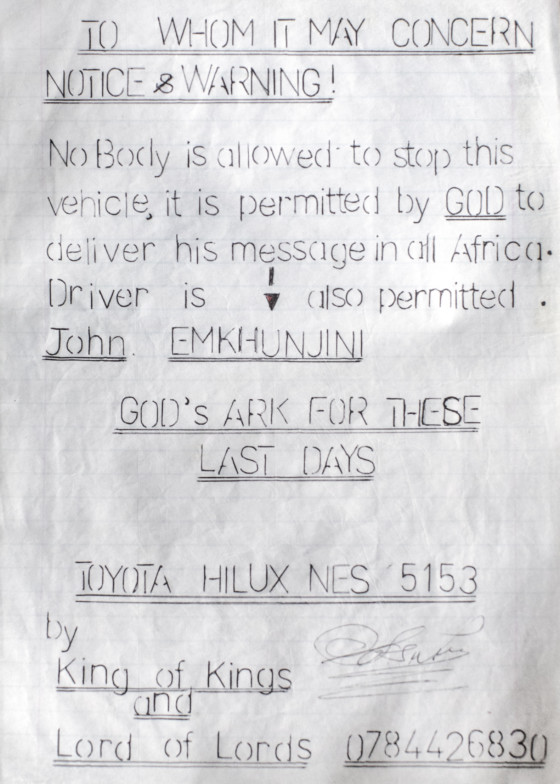 TO WHOM IT MAY CONCERN
NOTICE & WARNING!
No Body is allowed to stop this
vehicle, it is permitted by GOD to
deliver his message in all Africa.
Driver is also permitted.
John EMKHUNJINI
GOD's ARK FOR THESE
LAST DAYS
TOYOTA HILUX NES 5153
by
King of Kings
and
Lord of Lords 0784426830